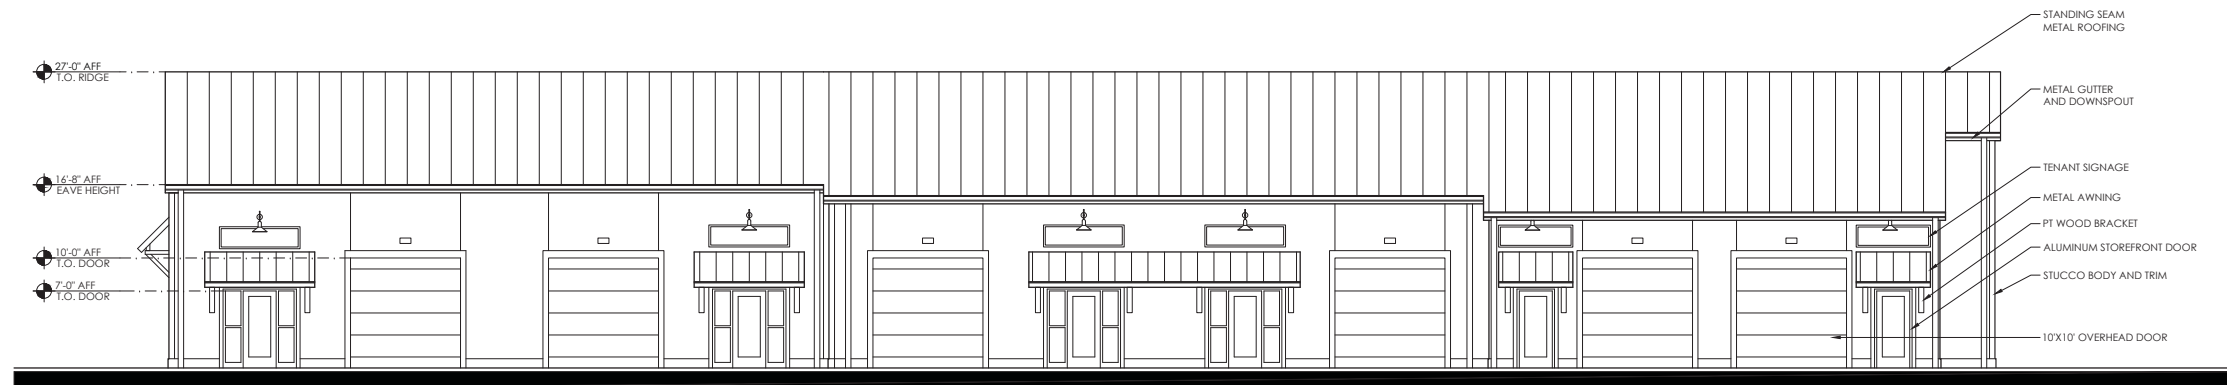 STANDING SEAM
METAL ROOFING
27'-0" AFF
T.O. RIDGE
METAL GUTTER
AND DOWNSPOUT
16'-8" AFF
EAVE HEIGHT
TENANT SIGNAGE
METAL AWNING
PT WOOD BRACKET
ALUMINUM STOREFRONT DOOR
10'-0" AFF
T.O. DOOR
STUCCO BODY AND TRIM
7'-0" AFF
T.O. DOOR
10'X10' OVERHEAD DOOR